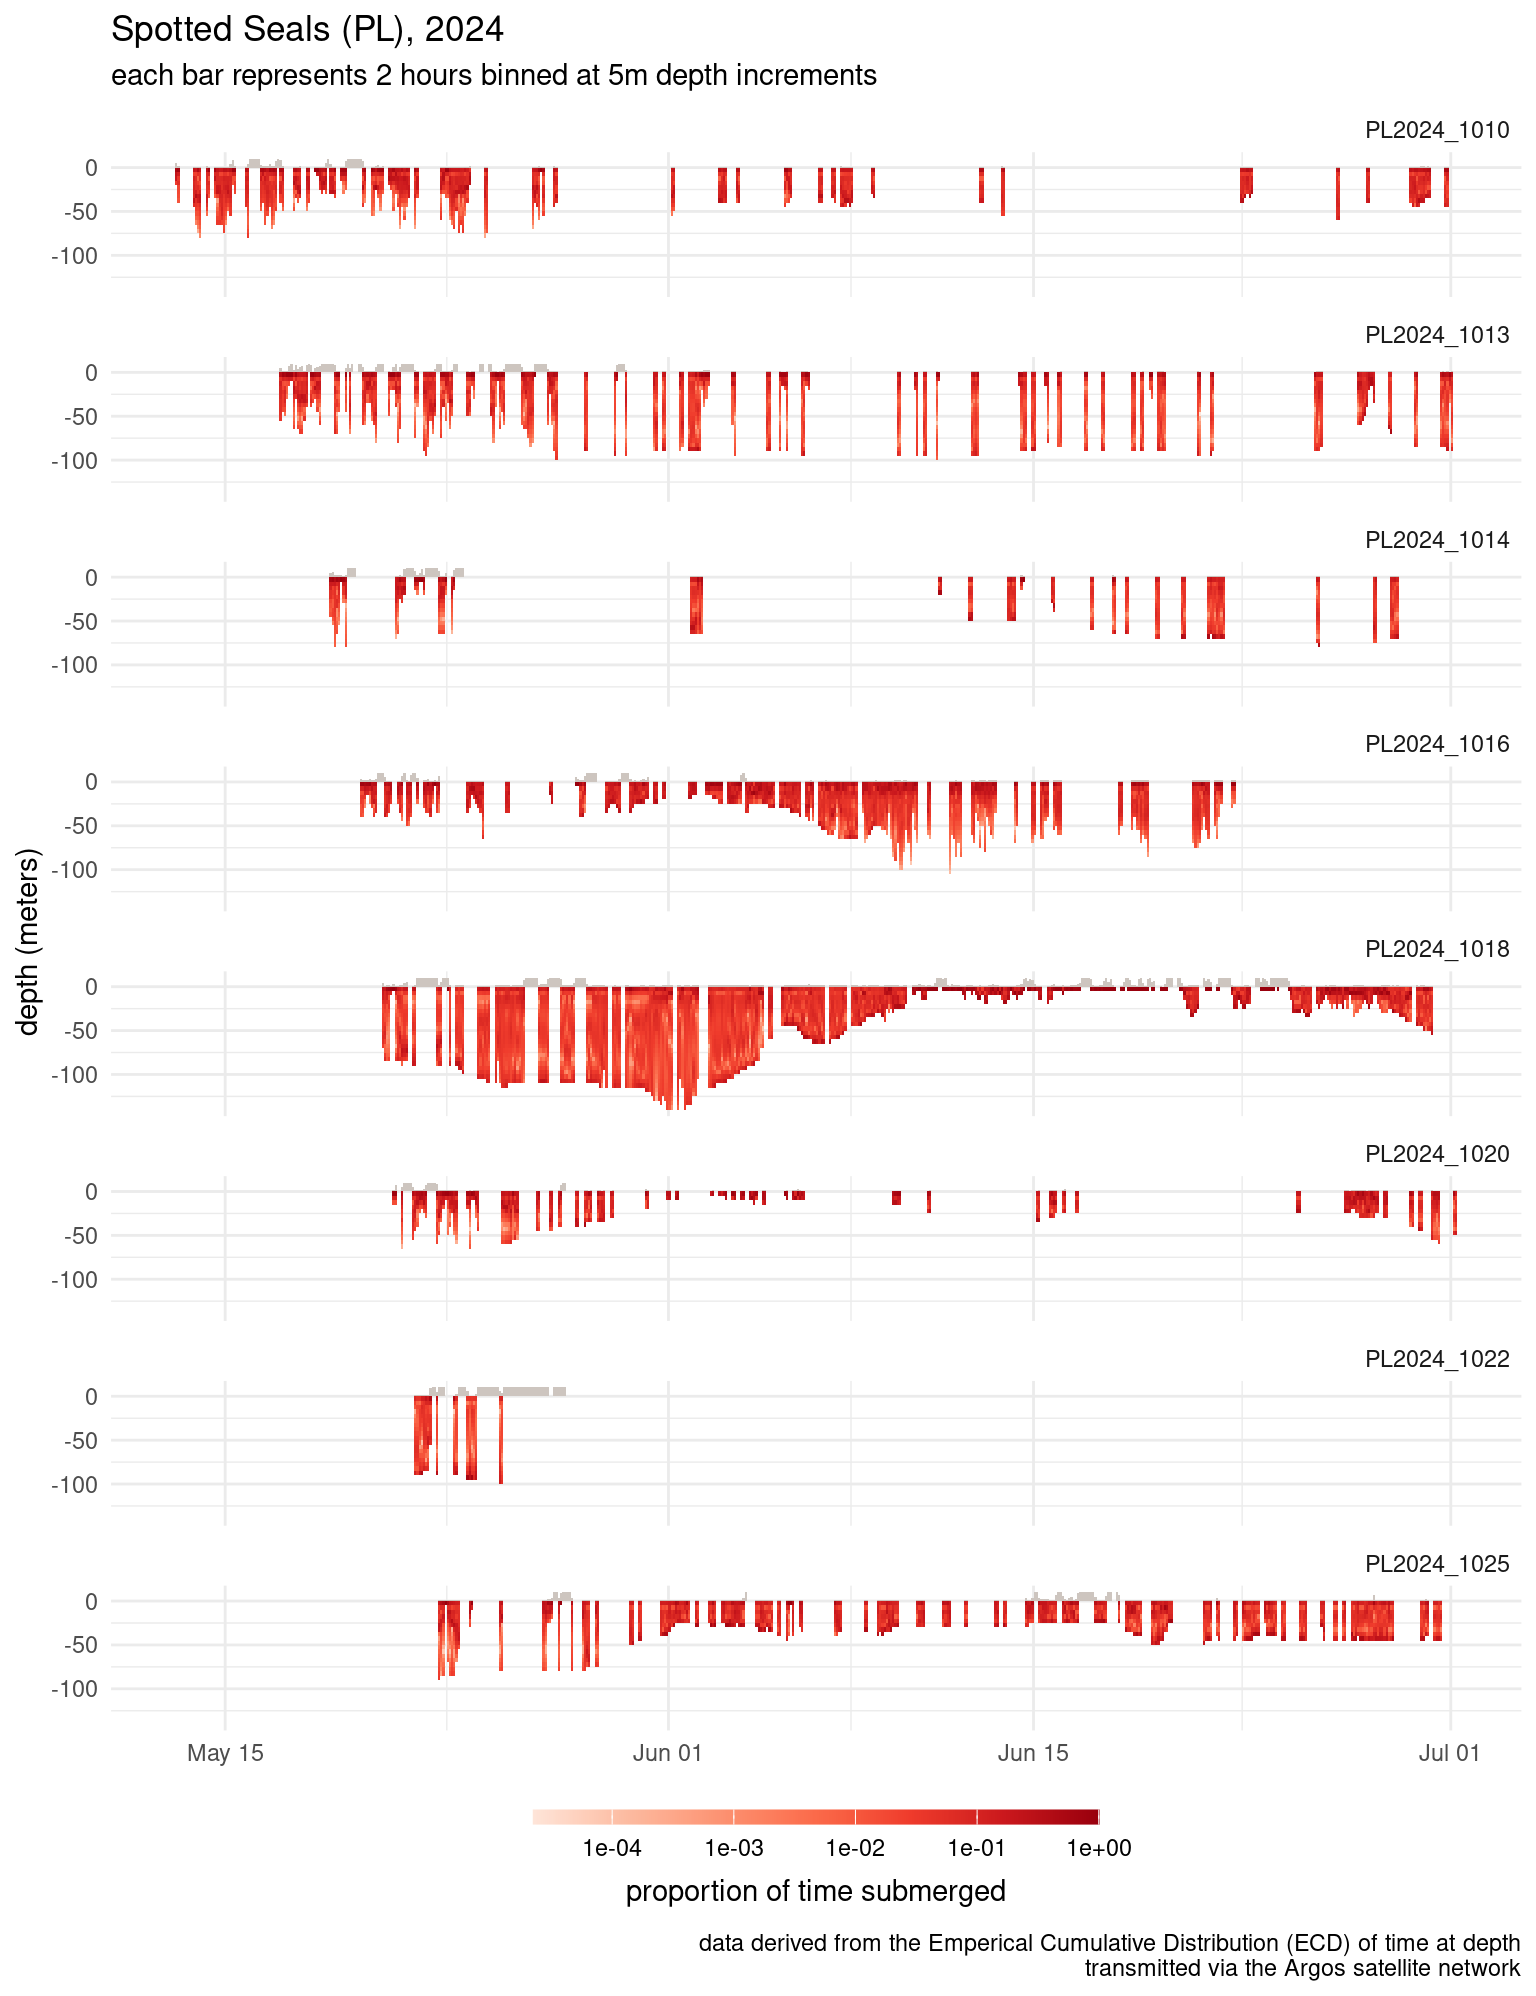 Spotted Seals (PL), 2024
each bar represents 2 hours binned at 5m depth increments
PL2024_1010
0
-50
-100
PL2024_1013
0
-50
-100
PL2024_1014
0
-50
-100
PL2024_1016
0
-50
-100
depth (meters)
PL2024_1018
0
-50
-100
PL2024_1020
0
-50
-100
PL2024_1022
0
-50
-100
PL2024_1025
0
-50
-100
May 15 Jun 01 Jun 15 Jul 01
1e-04 1e-03 1e-02 1e-01 1e+00
proportion of time submerged
data derived from the Emperical Cumulative Distribution (ECD) of time at depth
transmitted via the Argos satellite network